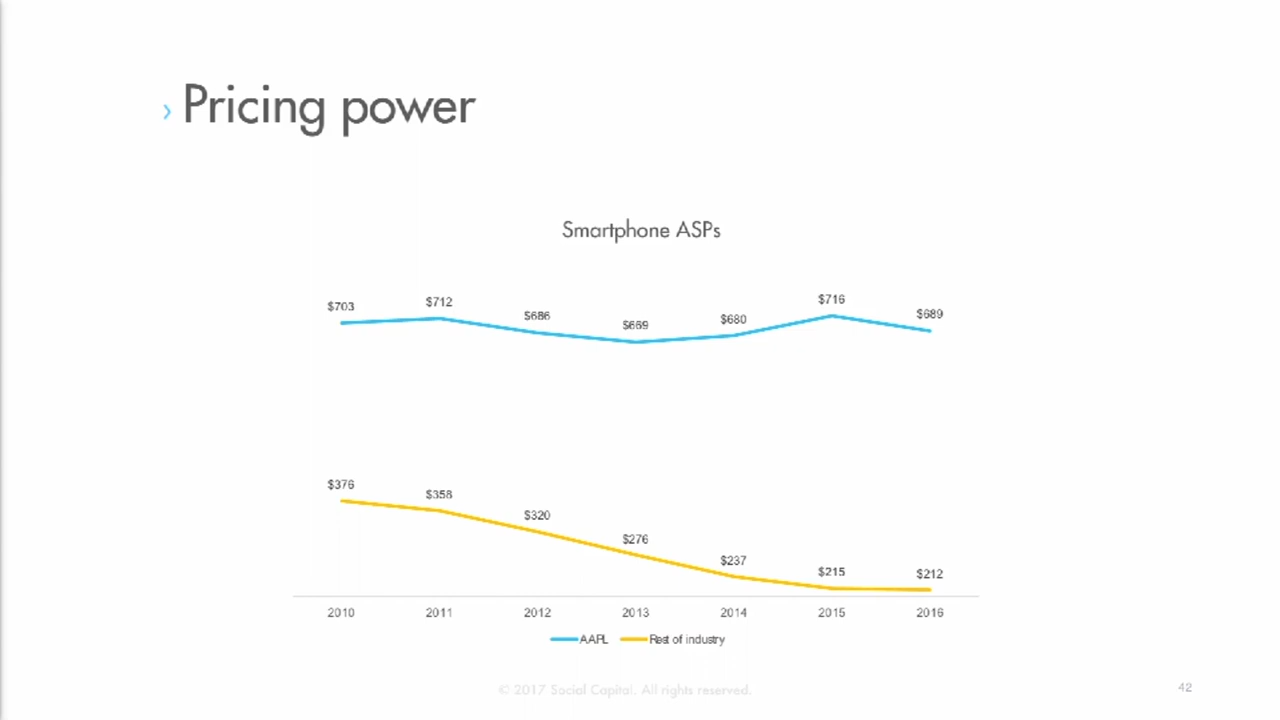 › Pricing power
Smartphone ASPs
$703 $712 $686 $669 $680 $716 $689
$376 $358 $320 $276 $237 $215 $212
2010 2011 2012 2013 2014 2015 2016
AAPL Rest of industry
© 2017 Social Capital. All rights reserved.
42